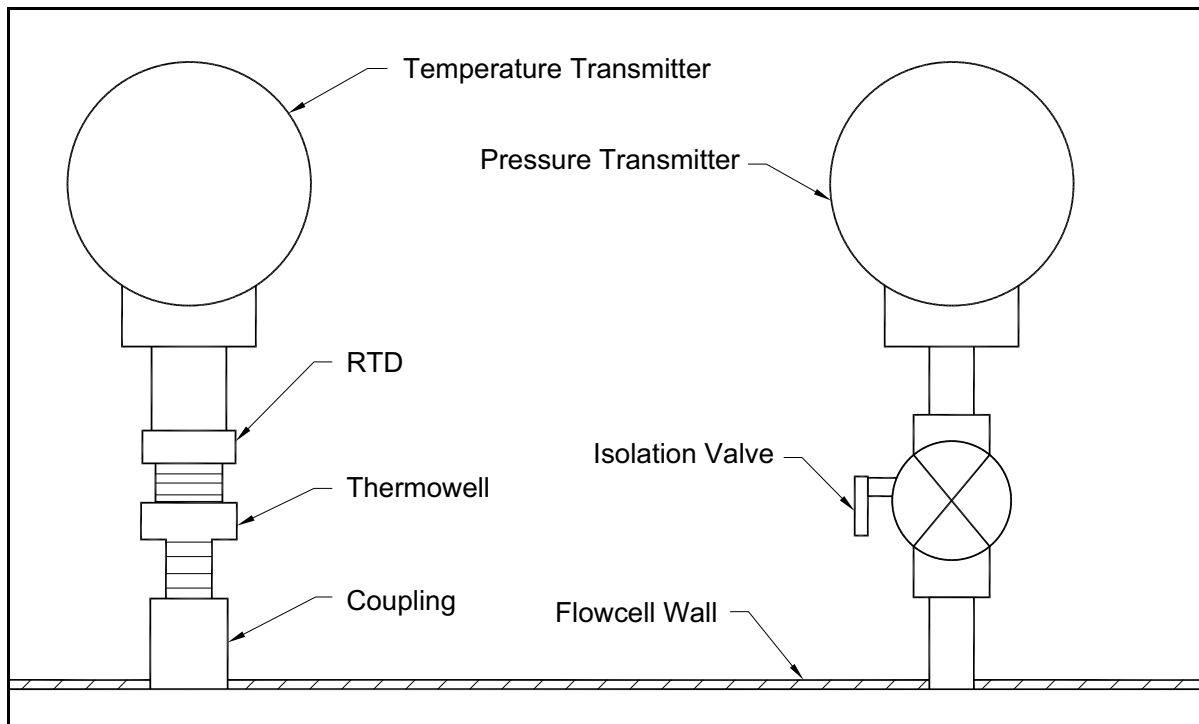 Temperature Transmitter
Pressure Transmitter
RTD
Isolation Valve
Thermowell
Coupling
Flowcell Wall